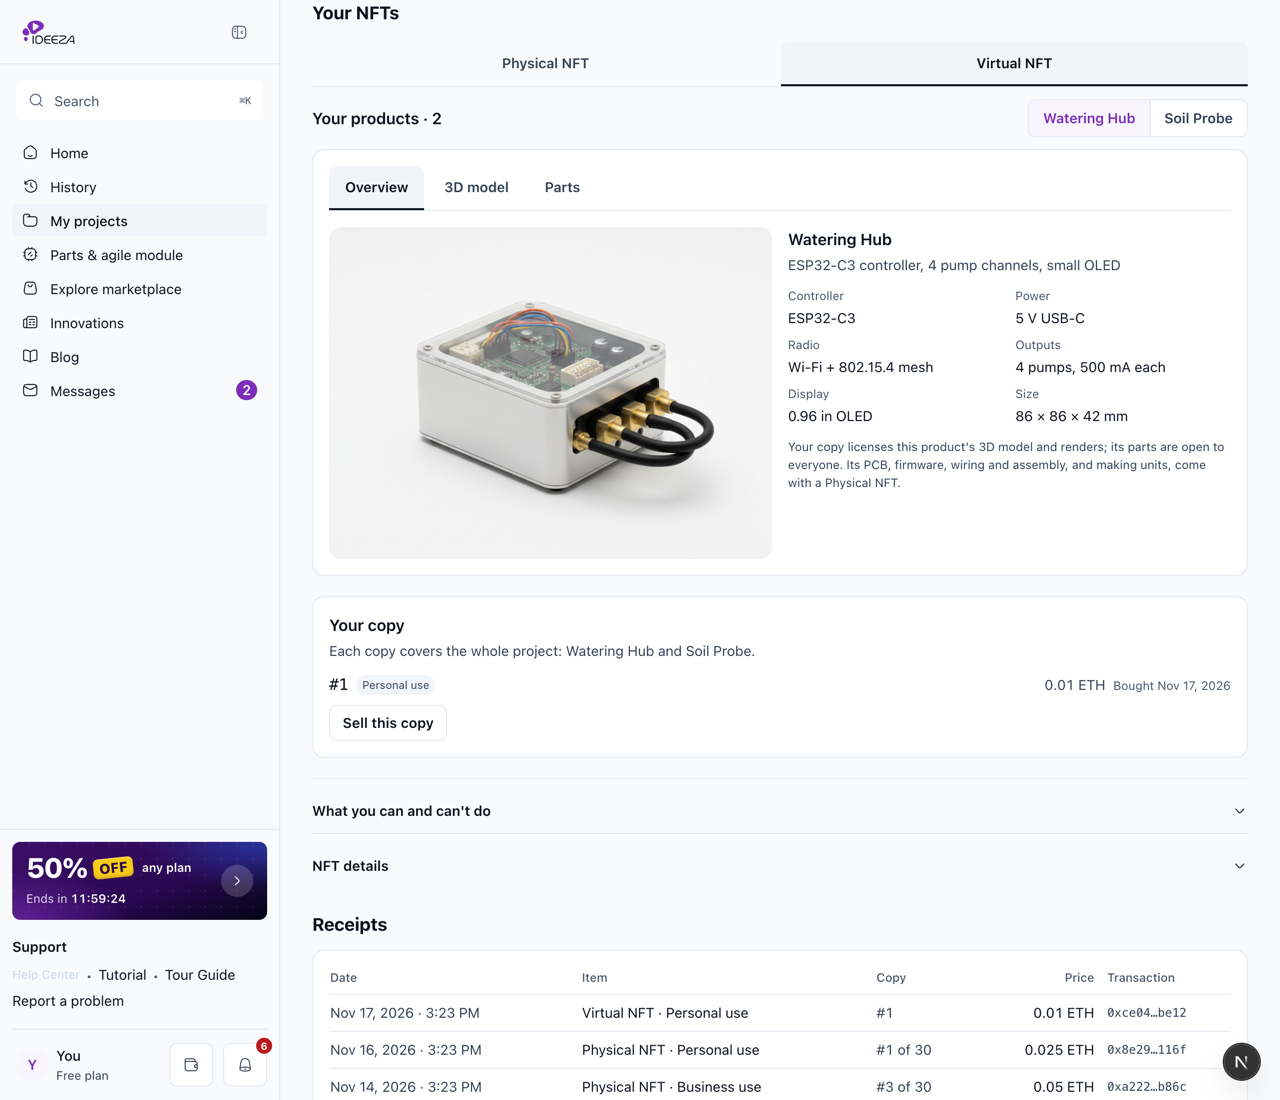 IDEEZA
Your NFTs
Physical NFT
Virtual NFT
Search
⌘K
Your products · 2
Watering Hub
Soil Probe
Home
History
My projects
Parts & agile module
Explore marketplace
Innovations
Blog
Messages
2
Overview
3D model
Parts
Watering Hub
ESP32-C3 controller, 4 pump channels, small OLED
Controller
Power
ESP32-C3
5 V USB-C
Radio
Outputs
Wi-Fi + 802.15.4 mesh
4 pumps, 500 mA each
Display
Size
0.96 in OLED
86 × 86 × 42 mm
Your copy licenses this product's 3D model and renders; its parts are open to
everyone. Its PCB, firmware, wiring and assembly, and making units, come
with a Physical NFT.
Your copy
Each copy covers the whole project: Watering Hub and Soil Probe.
#1
Personal use
0.01 ETH
Bought Nov 17, 2026
Sell this copy
What you can and can't do
NFT details
50% OFF any plan
Ends in 11:59:24
Support
Help Center • Tutorial • Tour Guide
Report a problem
Y
You
Free plan
6
Receipts
Date
Item
Copy
Price
Transaction
Nov 17, 2026 · 3:23 PM
Virtual NFT · Personal use
#1
0.01 ETH
0xce04…be12
Nov 16, 2026 · 3:23 PM
Physical NFT · Personal use
#1 of 30
0.025 ETH
0x8e29…116f
Nov 14, 2026 · 3:23 PM
Physical NFT · Business use
#3 of 30
0.05 ETH
0xa222…b86c
N